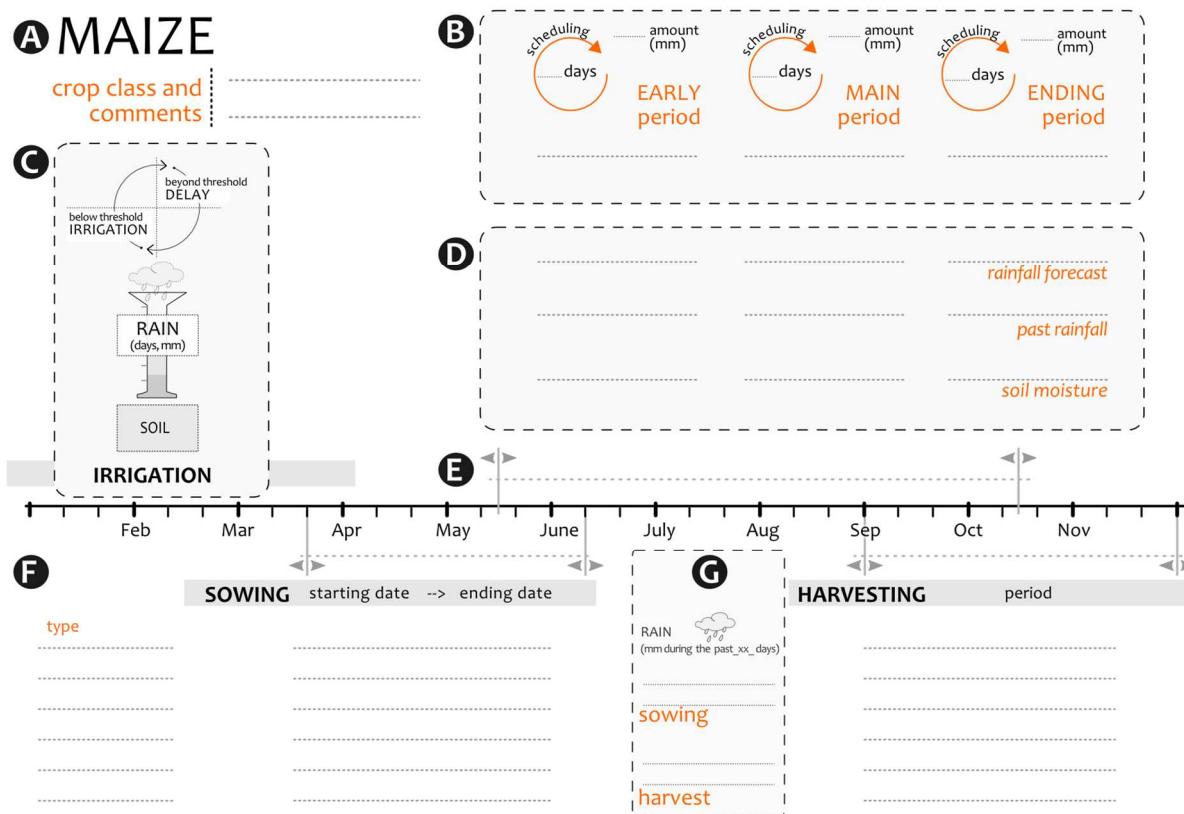 A MAIZE
crop class and
comments
B
scheduling
days
amount
(mm)
EARLY
period
scheduling
days
amount
(mm)
MAIN
period
scheduling
days
amount
(mm)
ENDING
period
C
beyond threshold
DELAY
below threshold
IRRIGATION
RAIN
(days, mm)
SOIL
IRRIGATION
D
rainfall forecast
past rainfall
soil moisture
E
Feb Mar Apr May June July Aug Sep Oct Nov
F
SOWING starting date --> ending date
type
G
RAIN
(mm during the past_xx_ days)
sowing
harvest
HARVESTING period